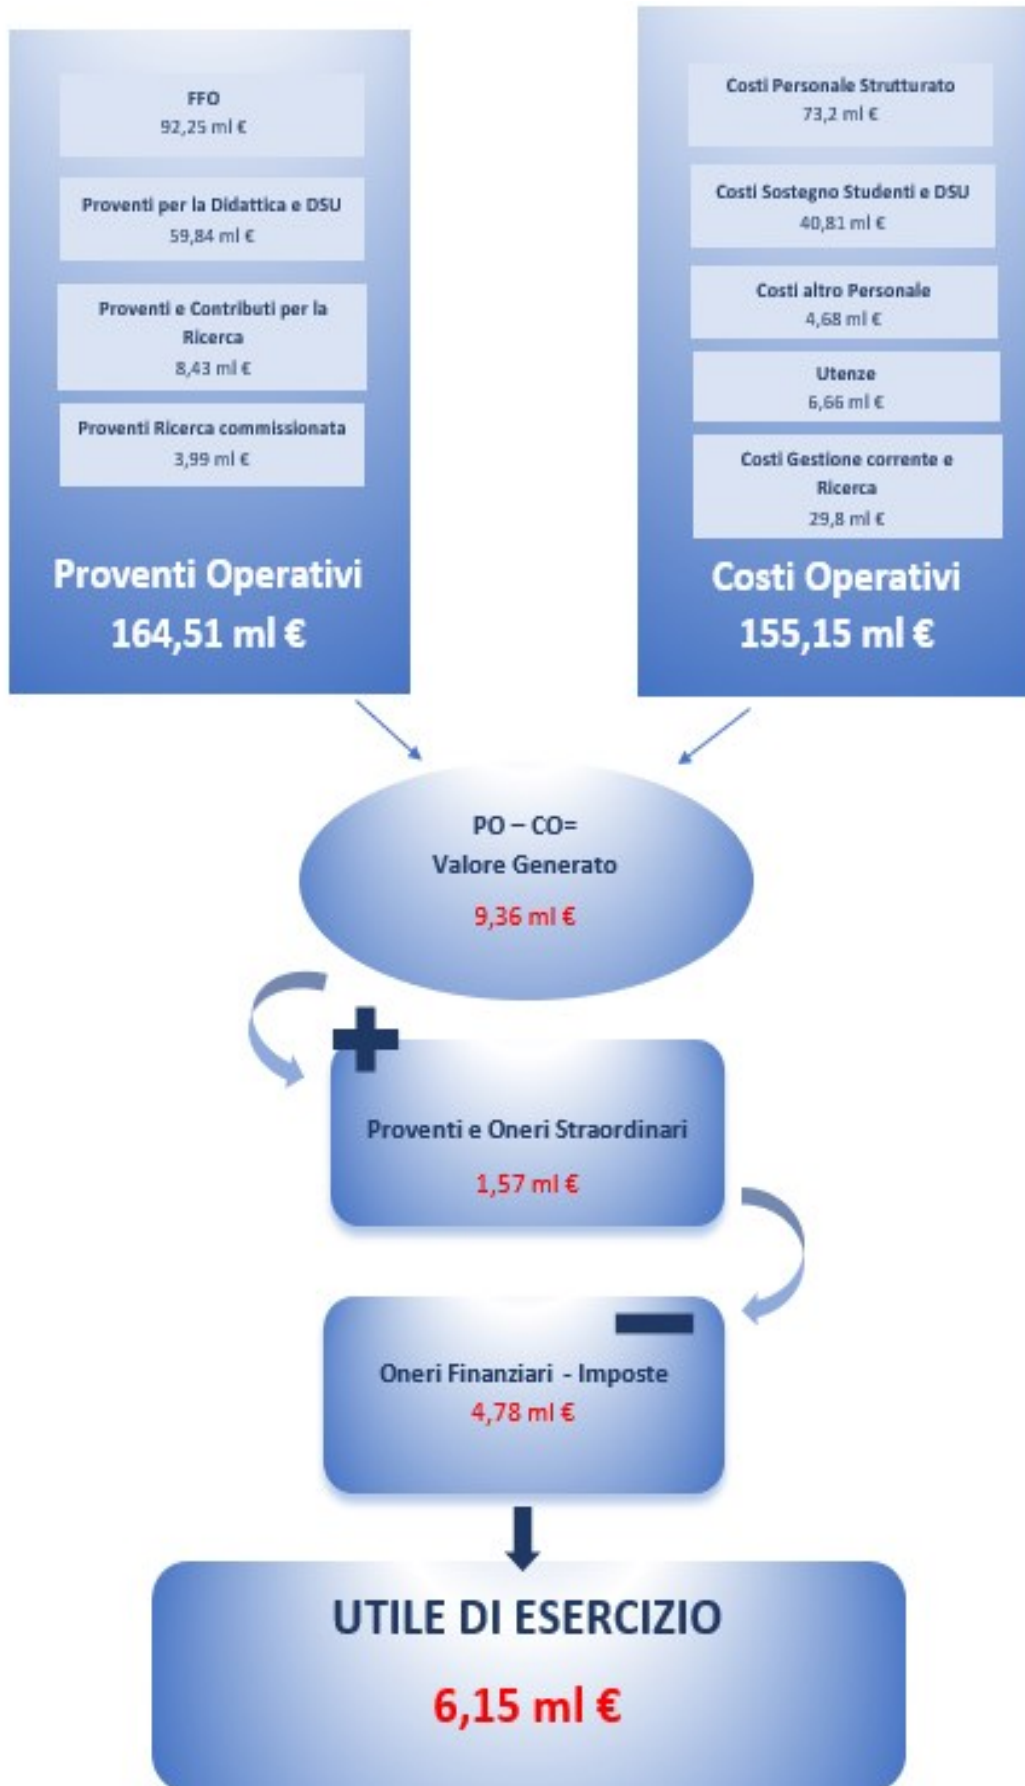 FFO
92,25 ml €
Proventi per la Didattica e DSU
59,84 ml €
Proventi e Contributi per la
Ricerca
8,43 ml €
Proventi Ricerca commissionata
3,99 ml €
Proventi Operativi
164,51 ml €
Costi Personale Strutturato
73,2 ml €
Costi Sostegno Studenti e DSU
40,81 ml €
Costi altro Personale
4,68 ml €
Utenze
6,66 ml €
Costi Gestione corrente e
Ricerca
29,8 ml €
Costi Operativi
155,15 ml €
PO – CO=
Valore Generato
9,36 ml €
Proventi e Oneri Straordinari
1,57 ml €
Oneri Finanziari - Imposte
4,78 ml €
UTILE DI ESERCIZIO
6,15 ml €